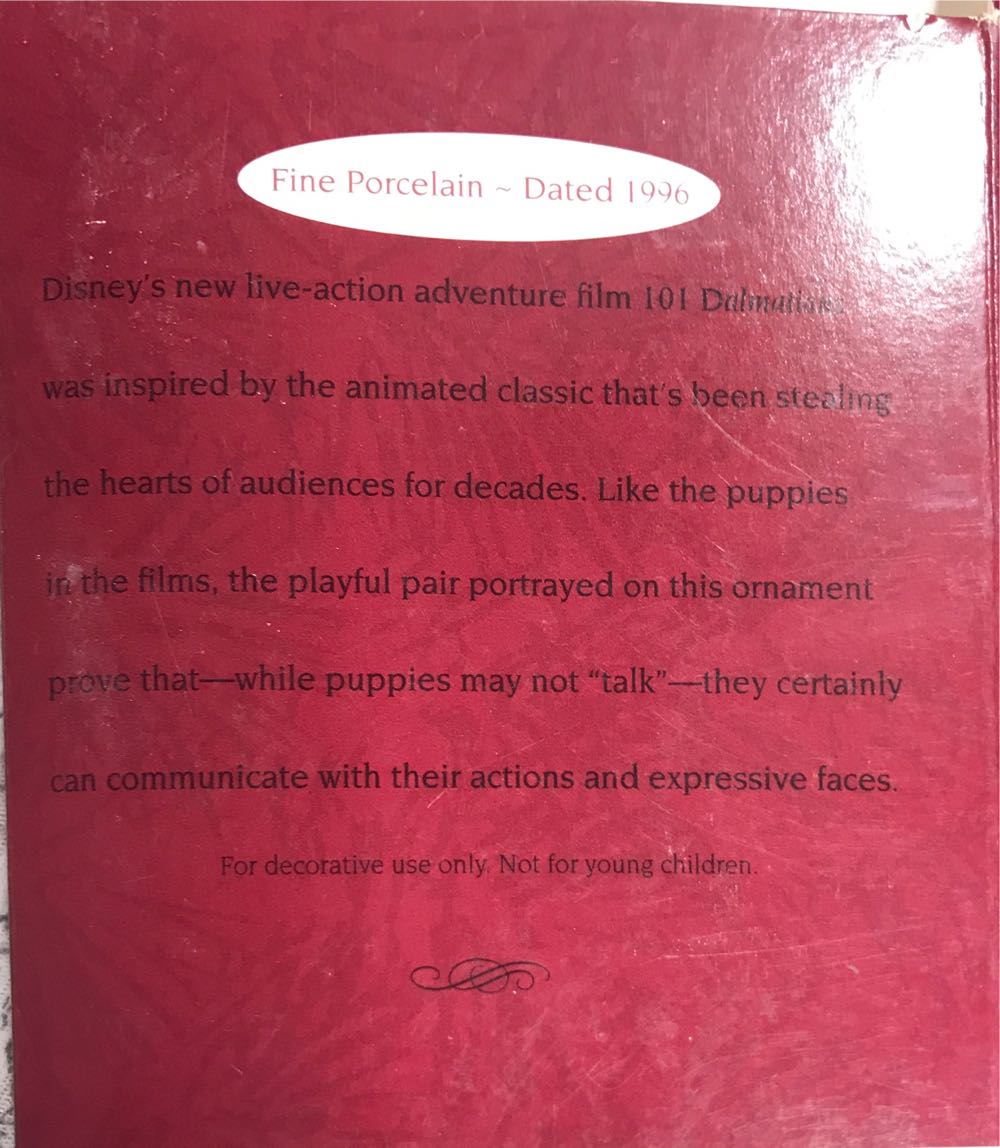 Fine Porcelain ~ Dated 1996
Disney's new live-action adventure film 101 Dalmatians
was inspired by the animated classic that's been stealing
the hearts of audiences for decades. Like the puppies
in the films, the playful pair portrayed on this ornament
prove that—while puppies may not “talk”—they certainly
can communicate with their actions and expressive faces.
For decorative use only. Not for young children.